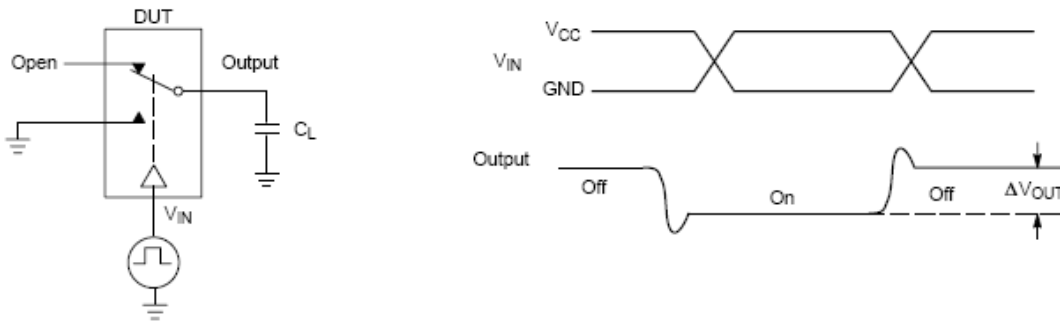 DUT
Open
Output
CL
VIN
VCC
VIN
GND
Output
Off
On
Off
ΔVOUT